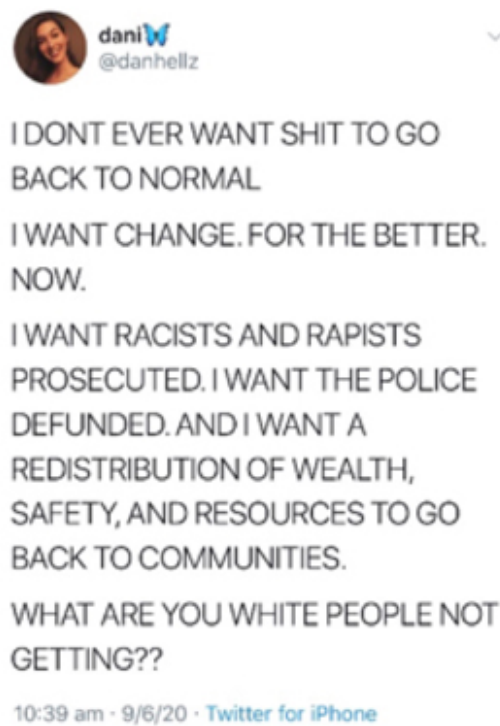 dani🦋
@danhellz
I DONT EVER WANT SHIT TO GO
BACK TO NORMAL
I WANT CHANGE. FOR THE BETTER.
NOW.
I WANT RACISTS AND RAPISTS
PROSECUTED. I WANT THE POLICE
DEFUNDED. AND I WANT A
REDISTRIBUTION OF WEALTH,
SAFETY, AND RESOURCES TO GO
BACK TO COMMUNITIES.
WHAT ARE YOU WHITE PEOPLE NOT
GETTING??
10:39 am · 9/6/20 · Twitter for iPhone